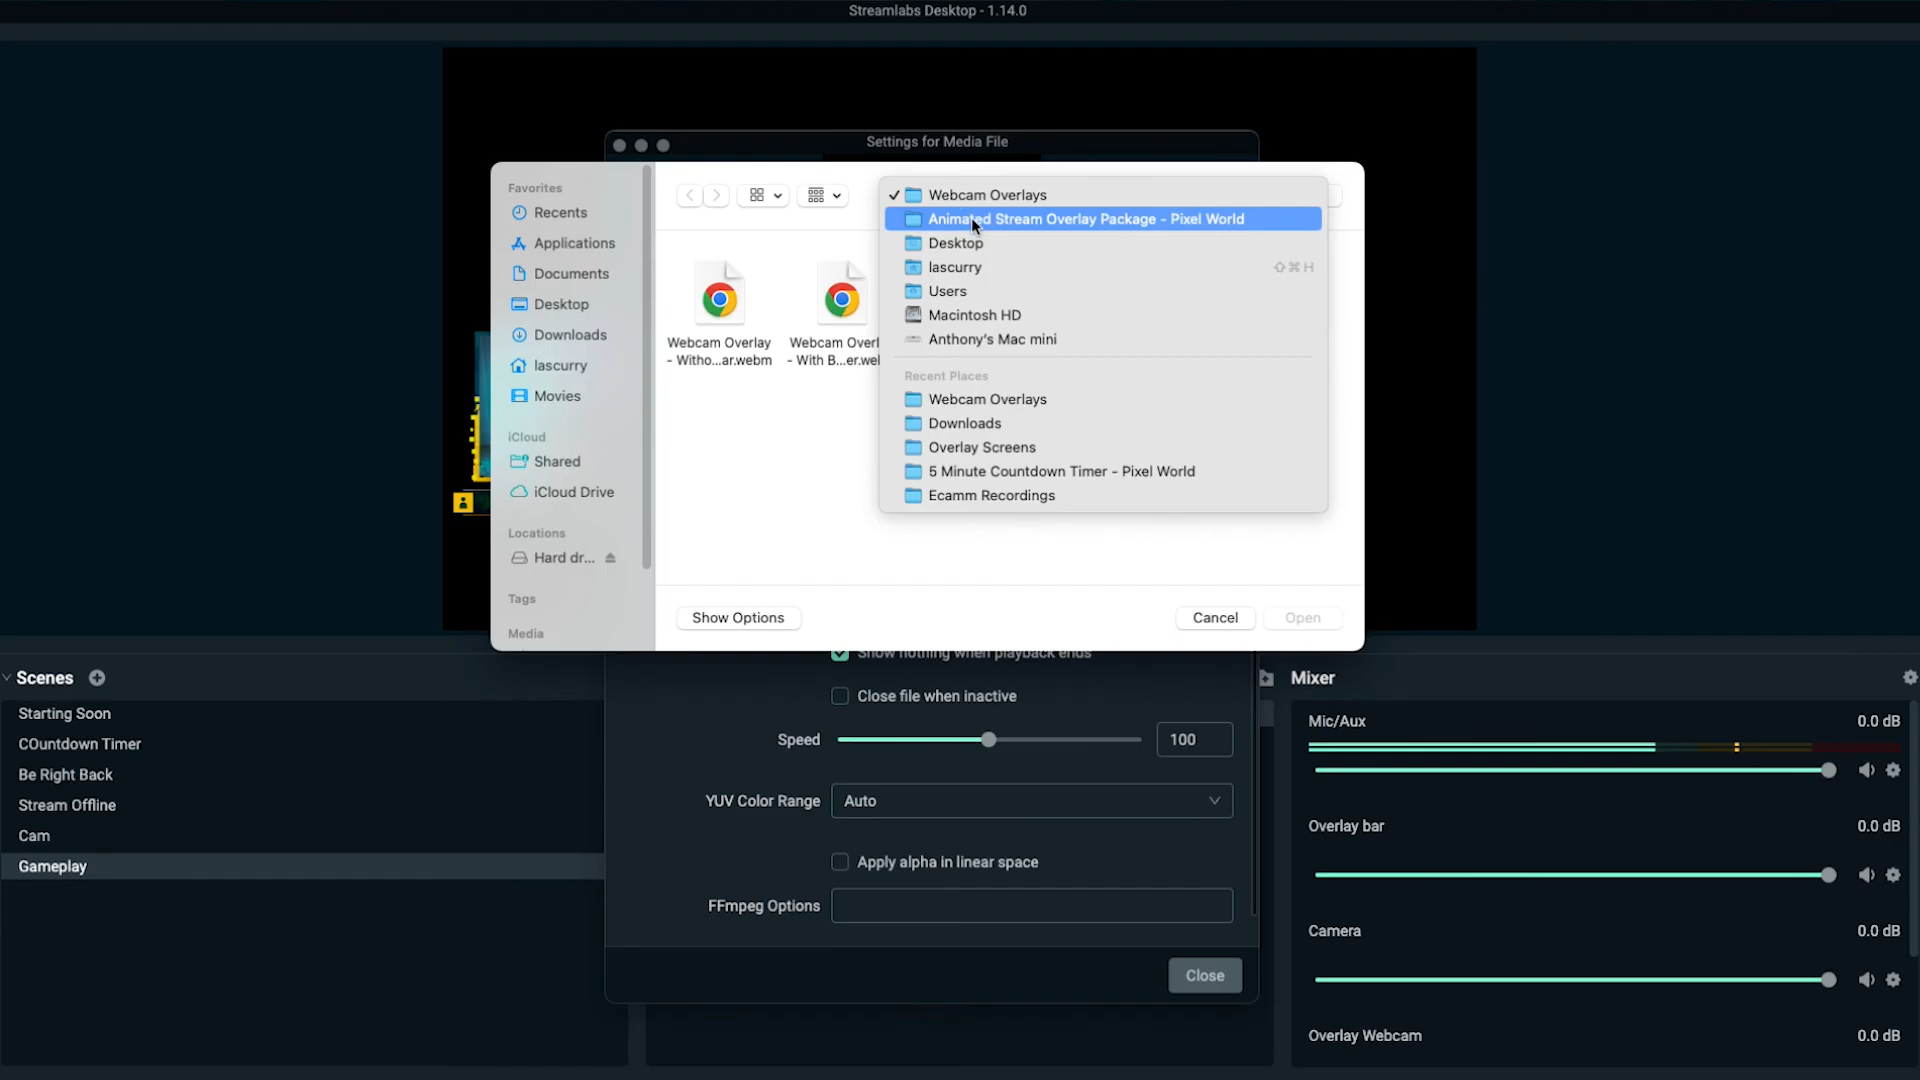 Streamlabs Desktop - 1.14.0
Settings for Media File
Favorites
Recents
Applications
Documents
Desktop
Downloads
lascurry
Movies
iCloud
Shared
iCloud Drive
Locations
Hard dr...
Tags
Media
Webcam Overlay
- Witho...ar.webm
Webcam Overl
- With B...er.wel
Webcam Overlays
Animated Stream Overlay Package - Pixel World
Desktop
lascurry ⇧⌘H
Users
Macintosh HD
Anthony's Mac mini
Recent Places
Webcam Overlays
Downloads
Overlay Screens
5 Minute Countdown Timer - Pixel World
Ecamm Recordings
Show Options
Cancel
Open
Show nothing when playback ends
Close file when inactive
Speed 100
YUV Color Range Auto
Apply alpha in linear space
FFmpeg Options
Close
Scenes
Starting Soon
COuntdown Timer
Be Right Back
Stream Offline
Cam
Gameplay
Mixer
Mic/Aux 0.0 dB
Overlay bar 0.0 dB
Camera 0.0 dB
Overlay Webcam 0.0 dB